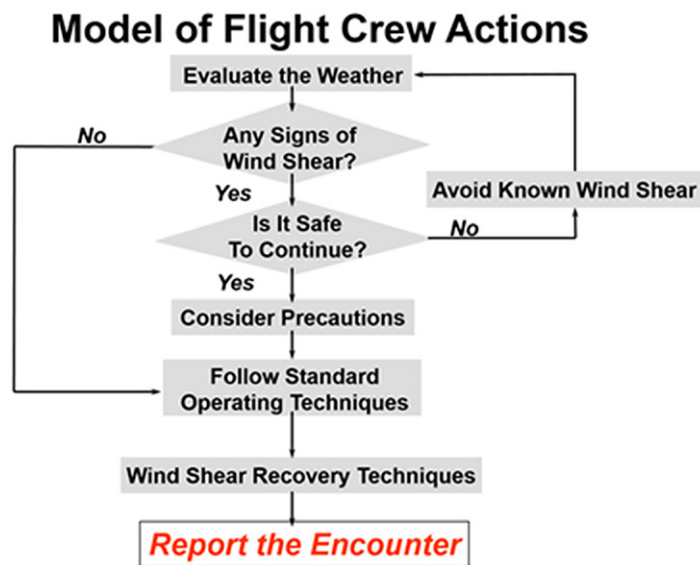 Model of Flight Crew Actions
Evaluate the Weather
No
Any Signs of
Wind Shear?
Yes
Avoid Known Wind Shear
Is It Safe
To Continue?
No
Yes
Consider Precautions
Follow Standard
Operating Techniques
Wind Shear Recovery Techniques
Report the Encounter